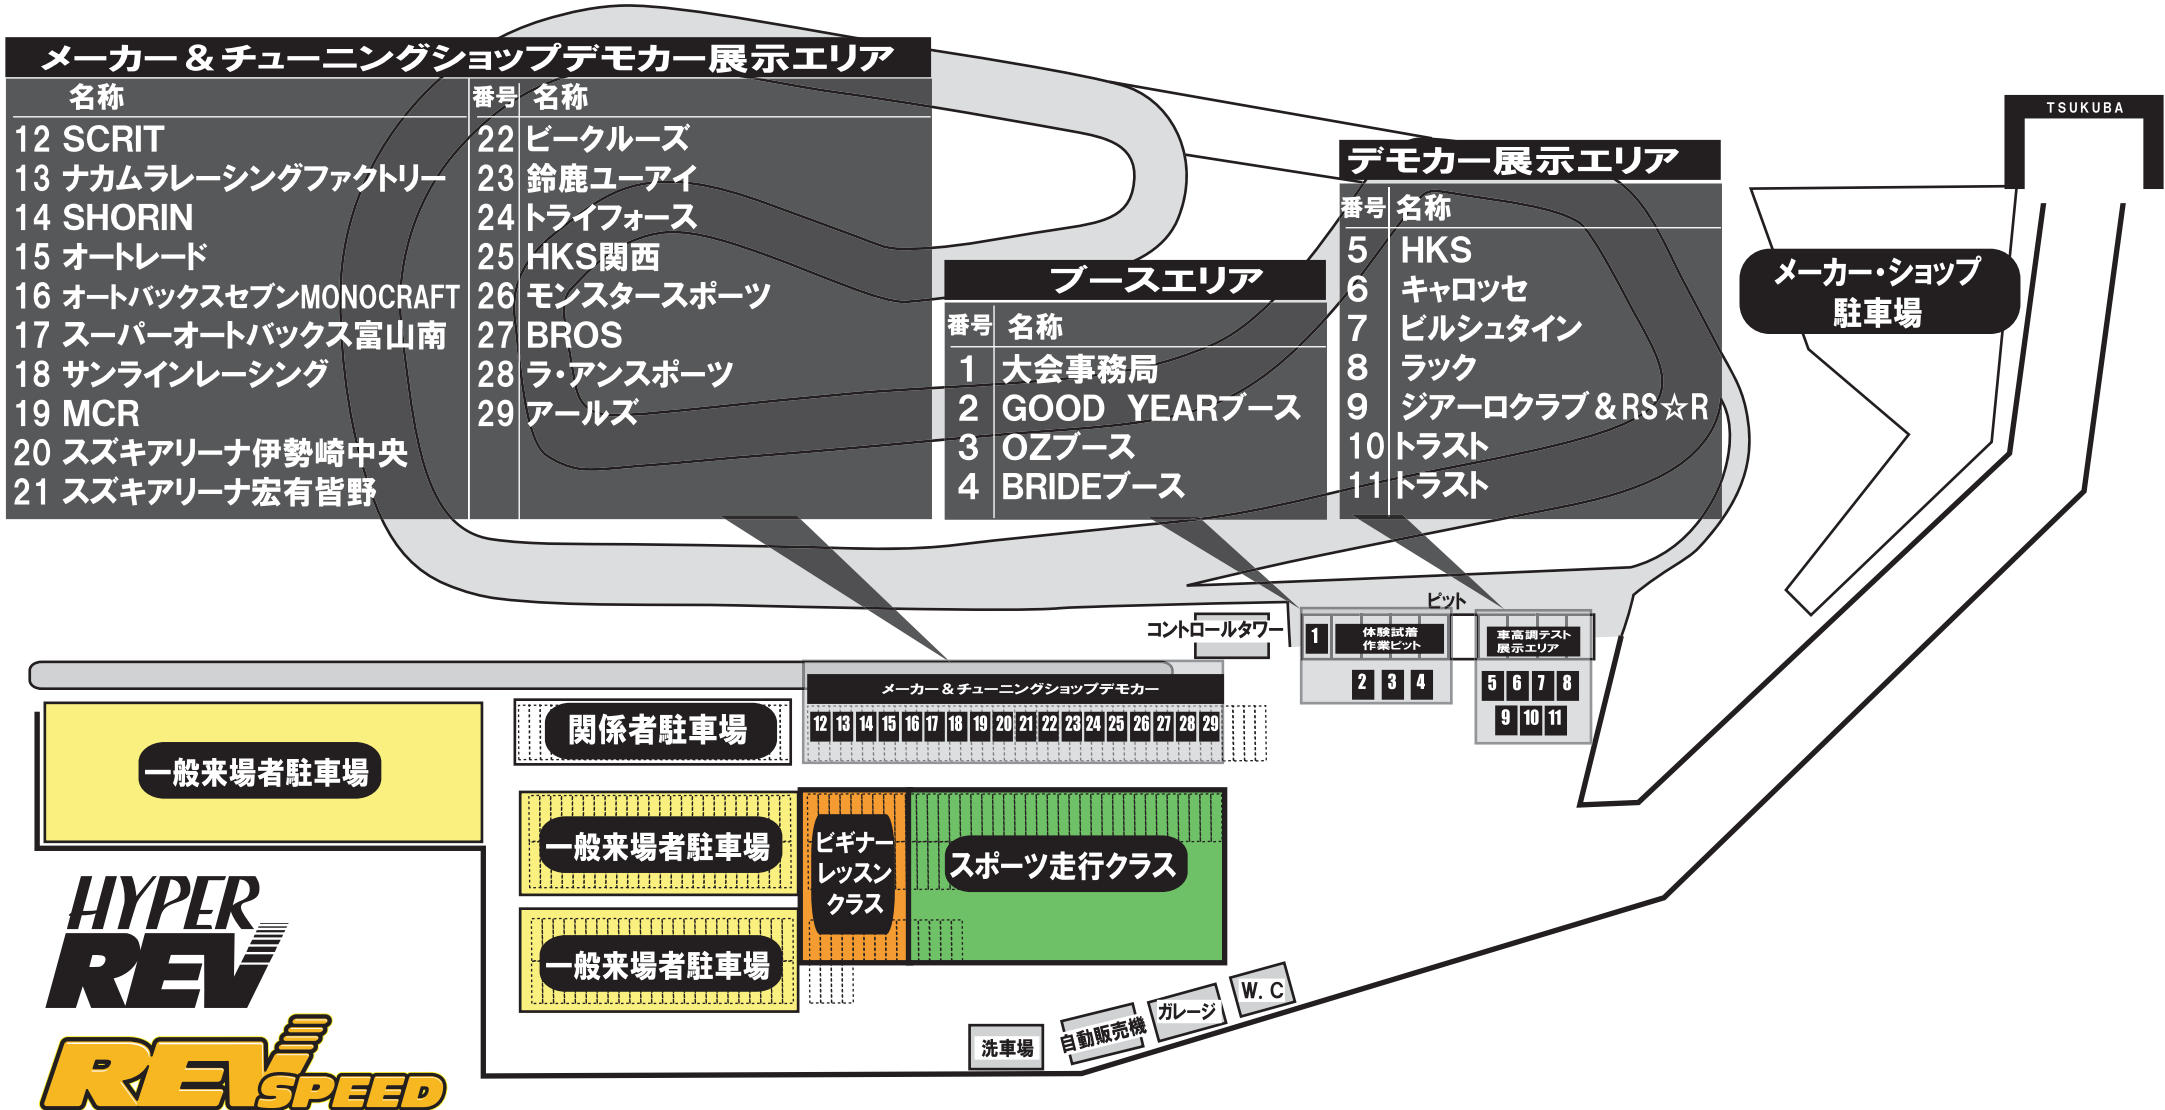 メーカー＆チューニングショップデモカー展示エリア
名称
12 SCRIT
13 ナカムラレーシングファクトリー
14 SHORIN
15 オートレード
16 オートバックスセブンMONOCRAFT
17 スーパーオートバックス富山南
18 サンラインレーシング
19 MCR
20 スズキアリーナ伊勢崎中央
21 スズキアリーナ宏有皆野
番号 名称
22 ビークルーズ
23 鈴鹿ユーアイ
24 トライフォース
25 HKS関西
26 モンスタースポーツ
27 BROS
28 ラ・アンスポーツ
29 アールズ
ブースエリア
番号 名称
1 大会事務局
2 GOOD YEARブース
3 OZブース
4 BRIDEブース
デモカー展示エリア
番号 名称
5 HKS
6 キャロッセ
7 ビルシュタイン
8 ラック
9 ジアーロクラブ＆RS☆R
10 トラスト
11 トラスト
TSUKUBA
メーカー・ショップ
駐車場
ピット
コントロールタワー
1
体験試着
作業ピット
2 3 4
車高調テスト
展示エリア
5 6 7 8
9 10 11
メーカー＆チューニングショップデモカー
12 13 14 15 16 17 18 19 20 21 22 23 24 25 26 27 28 29
関係者駐車場
一般来場者駐車場
一般来場者駐車場
一般来場者駐車場
ビギナー
レッスン
クラス
スポーツ走行クラス
洗車場
自動販売機
ガレージ
W.C
HYPER
REV
REV SPEED